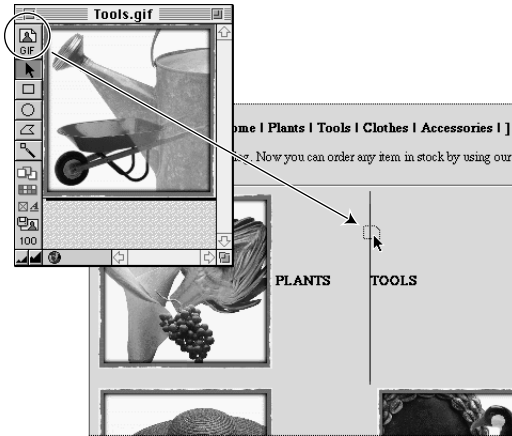 Tools.gif
GIF
100
ome | Plants | Tools | Clothes | Accessories | ]
ng. Now you can order any item in stock by using our
PLANTS
TOOLS